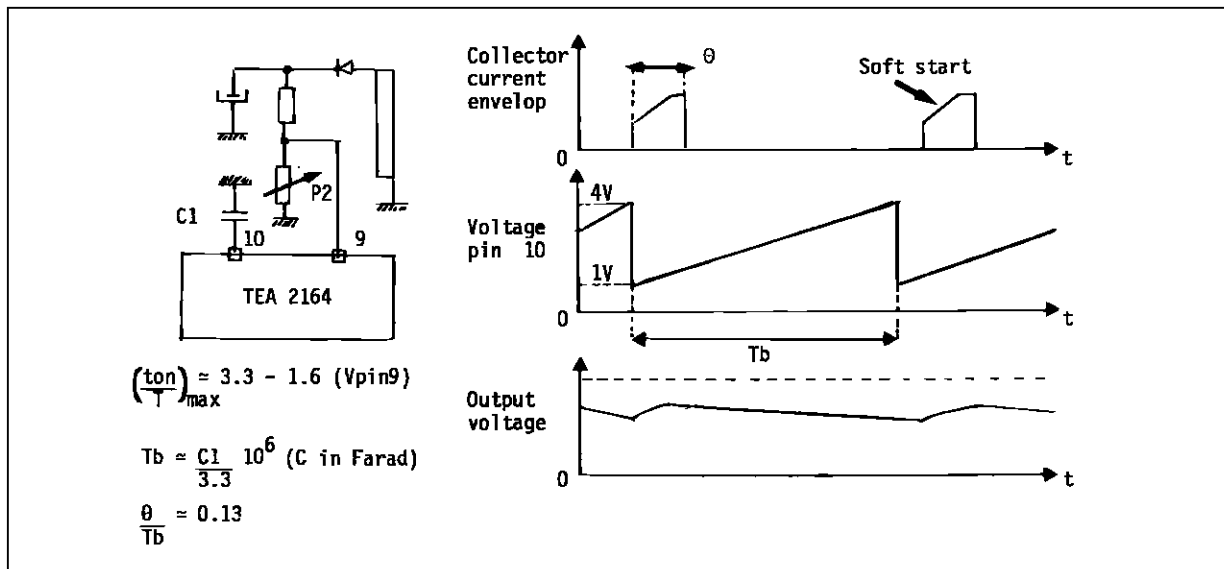 P2
C1
10
9
TEA 2164
(ton/T)max ≃ 3.3 - 1.6 (Vpin9)
Tb ≃ C1/3.3 10^6 (C in Farad)
θ/Tb ≃ 0.13
Collector
current
envelop
θ
Soft start
0
t
4V
Voltage
pin 10
1V
0
t
Tb
Output
voltage
0
t